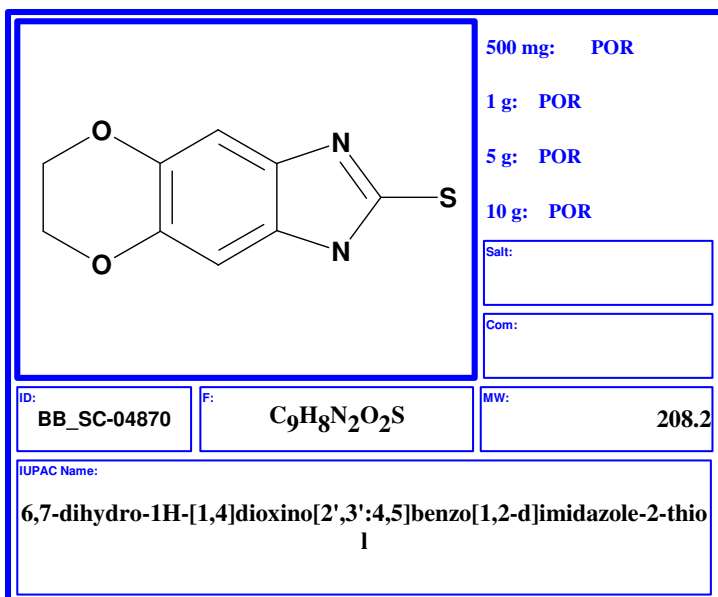 O
N
S
O
N
500 mg: POR
1 g: POR
5 g: POR
10 g: POR
Salt:
Com:
ID:
BB_SC-04870
F:
C9H8N2O2S
MW:
208.2
IUPAC Name:
6,7-dihydro-1H-[1,4]dioxino[2',3':4,5]benzo[1,2-d]imidazole-2-thio
l